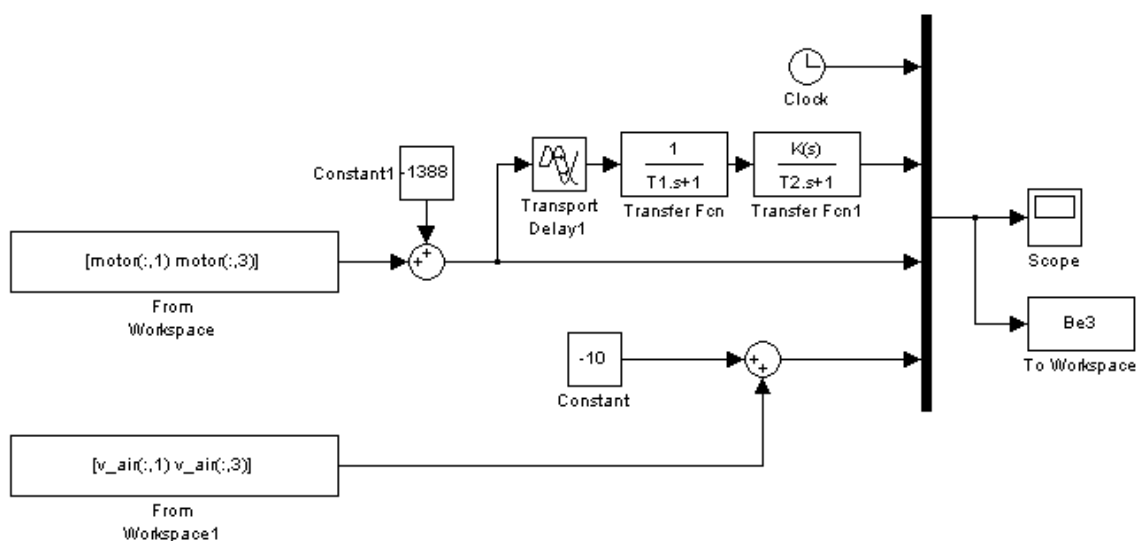 Clock
1
T1.s+1
K(s)
T2.s+1
Constant1
-1388
Transport
Delay1
Transfer Fcn
Transfer Fcn1
Scope
[motor(:,1) motor(:,3)]
++
From
Workspace
Be3
To Workspace
-10
Constant
++
[v_air(:,1) v_air(:,3)]
From
Workspace1